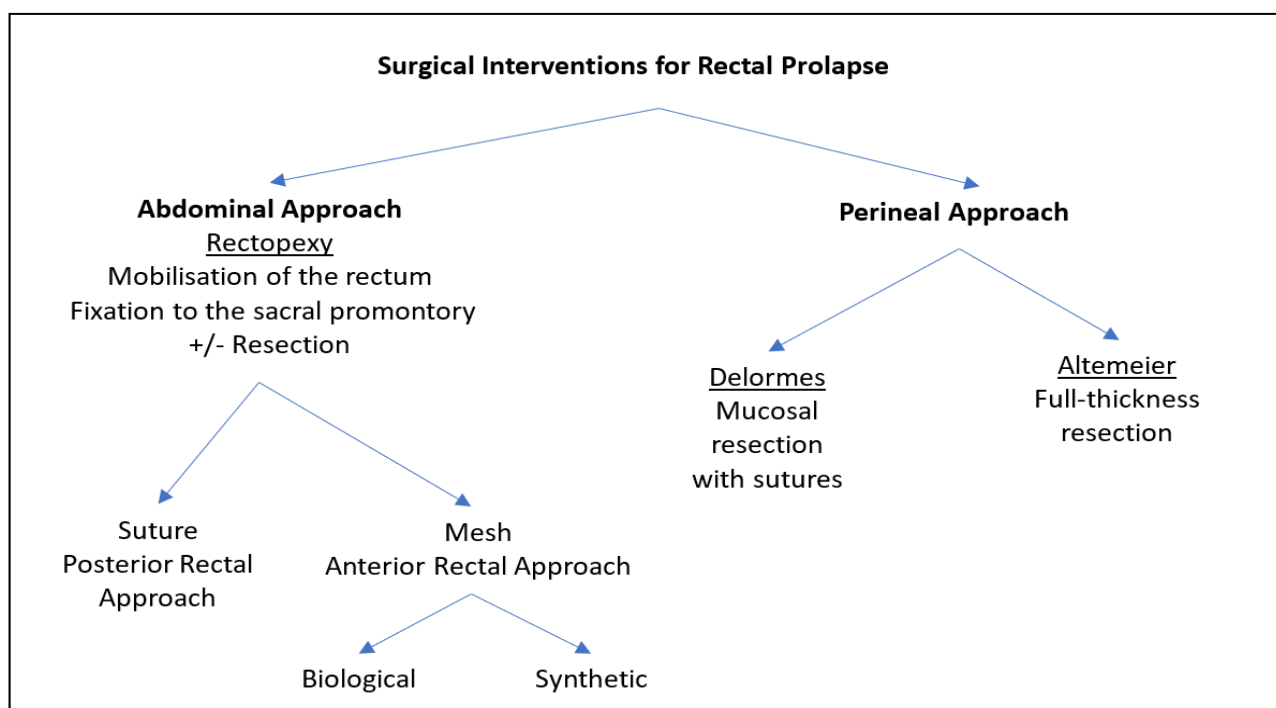 Surgical Interventions for Rectal Prolapse
Abdominal Approach
Rectopexy
Mobilisation of the rectum
Fixation to the sacral promontory
+/- Resection
Perineal Approach
Delormes
Mucosal
resection
with sutures
Altemeier
Full-thickness
resection
Suture
Posterior Rectal
Approach
Mesh
Anterior Rectal Approach
Biological
Synthetic